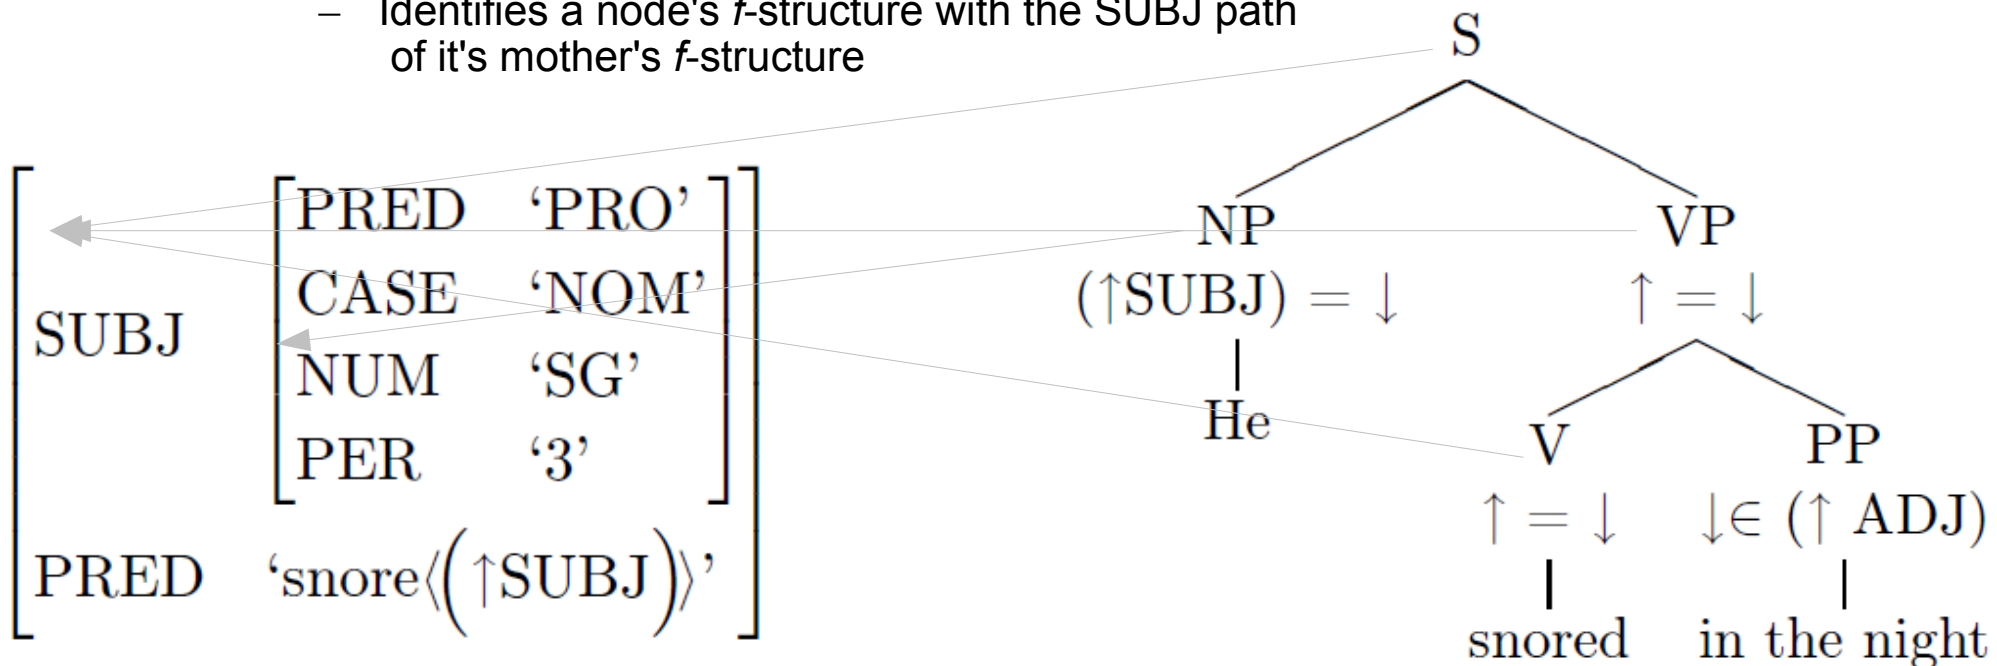 – Identifies a node's f-structure with the SUBJ path
of it's mother's f-structure
S
NP VP
(↑SUBJ) = ↓ ↑ = ↓
He
V PP
↑ = ↓ ↓∈ (↑ ADJ)
snored in the night
PRED ‘PRO’
CASE ‘NOM’
SUBJ
NUM ‘SG’
PER ‘3’
PRED ‘snore⟨(↑SUBJ)⟩’